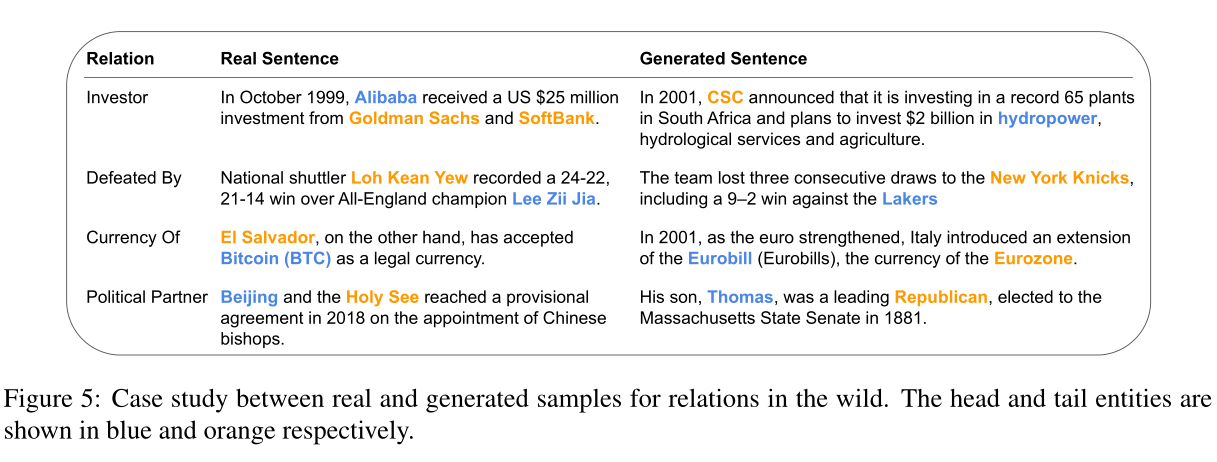 Relation Real Sentence Generated Sentence
Investor In October 1999, Alibaba received a US $25 million
investment from Goldman Sachs and SoftBank.
In 2001, CSC announced that it is investing in a record 65 plants
in South Africa and plans to invest $2 billion in hydropower,
hydrological services and agriculture.
Defeated By National shuttler Loh Kean Yew recorded a 24-22,
21-14 win over All-England champion Lee Zii Jia.
The team lost three consecutive draws to the New York Knicks,
including a 9–2 win against the Lakers
Currency Of El Salvador, on the other hand, has accepted
Bitcoin (BTC) as a legal currency.
In 2001, as the euro strengthened, Italy introduced an extension
of the Eurobill (Eurobills), the currency of the Eurozone.
Political Partner Beijing and the Holy See reached a provisional
agreement in 2018 on the appointment of Chinese
bishops.
His son, Thomas, was a leading Republican, elected to the
Massachusetts State Senate in 1881.
Figure 5: Case study between real and generated samples for relations in the wild. The head and tail entities are
shown in blue and orange respectively.